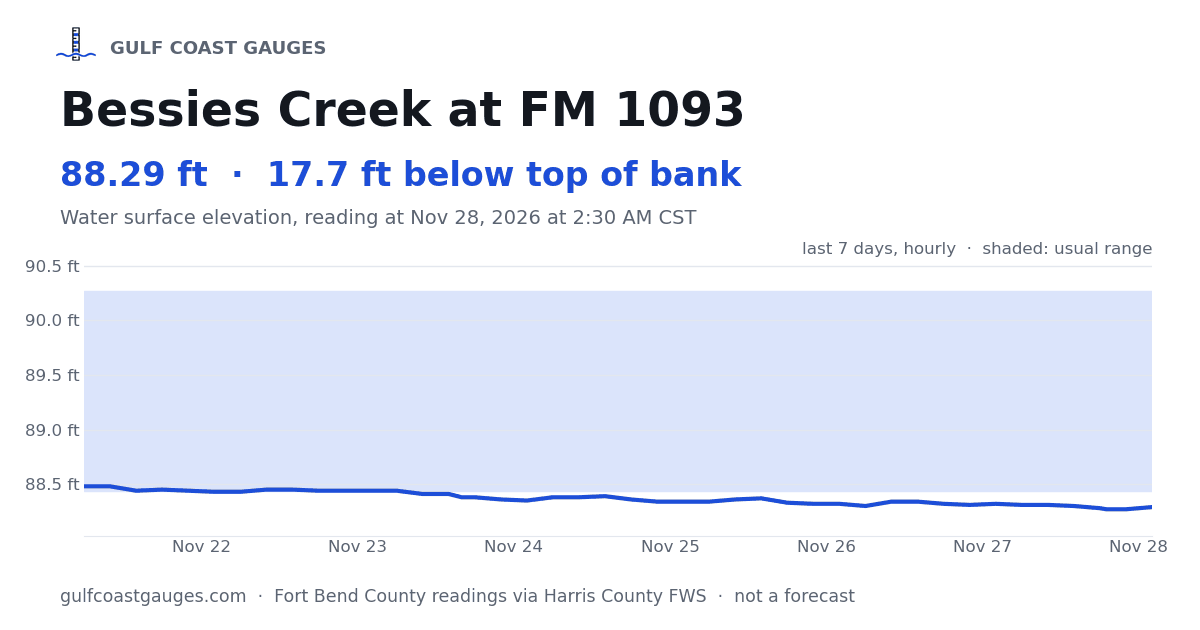 GULF COAST GAUGES
Bessies Creek at FM 1093
88.29 ft · 17.7 ft below top of bank
Water surface elevation, reading at Nov 28, 2026 at 2:30 AM CST
last 7 days, hourly · shaded: usual range
90.5 ft
90.0 ft
89.5 ft
89.0 ft
88.5 ft
Nov 22 Nov 23 Nov 24 Nov 25 Nov 26 Nov 27 Nov 28
gulfcoastgauges.com · Fort Bend County readings via Harris County FWS · not a forecast